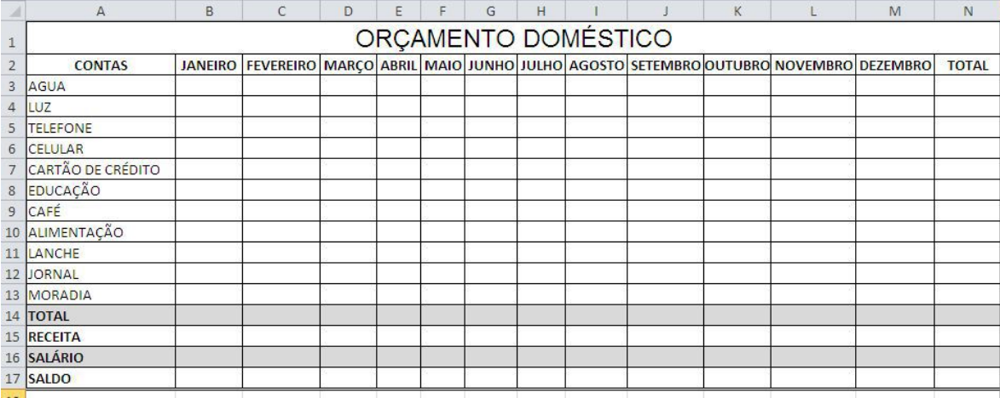 A B C D E F G H I J K L M N
1 ORÇAMENTO DOMÉSTICO
2 CONTAS JANEIRO FEVEREIRO MARÇO ABRIL MAIO JUNHO JULHO AGOSTO SETEMBRO OUTUBRO NOVEMBRO DEZEMBRO TOTAL
3 AGUA
4 LUZ
5 TELEFONE
6 CELULAR
7 CARTÃO DE CRÉDITO
8 EDUCAÇÃO
9 CAFÉ
10 ALIMENTAÇÃO
11 LANCHE
12 JORNAL
13 MORADIA
14 TOTAL
15 RECEITA
16 SALÁRIO
17 SALDO